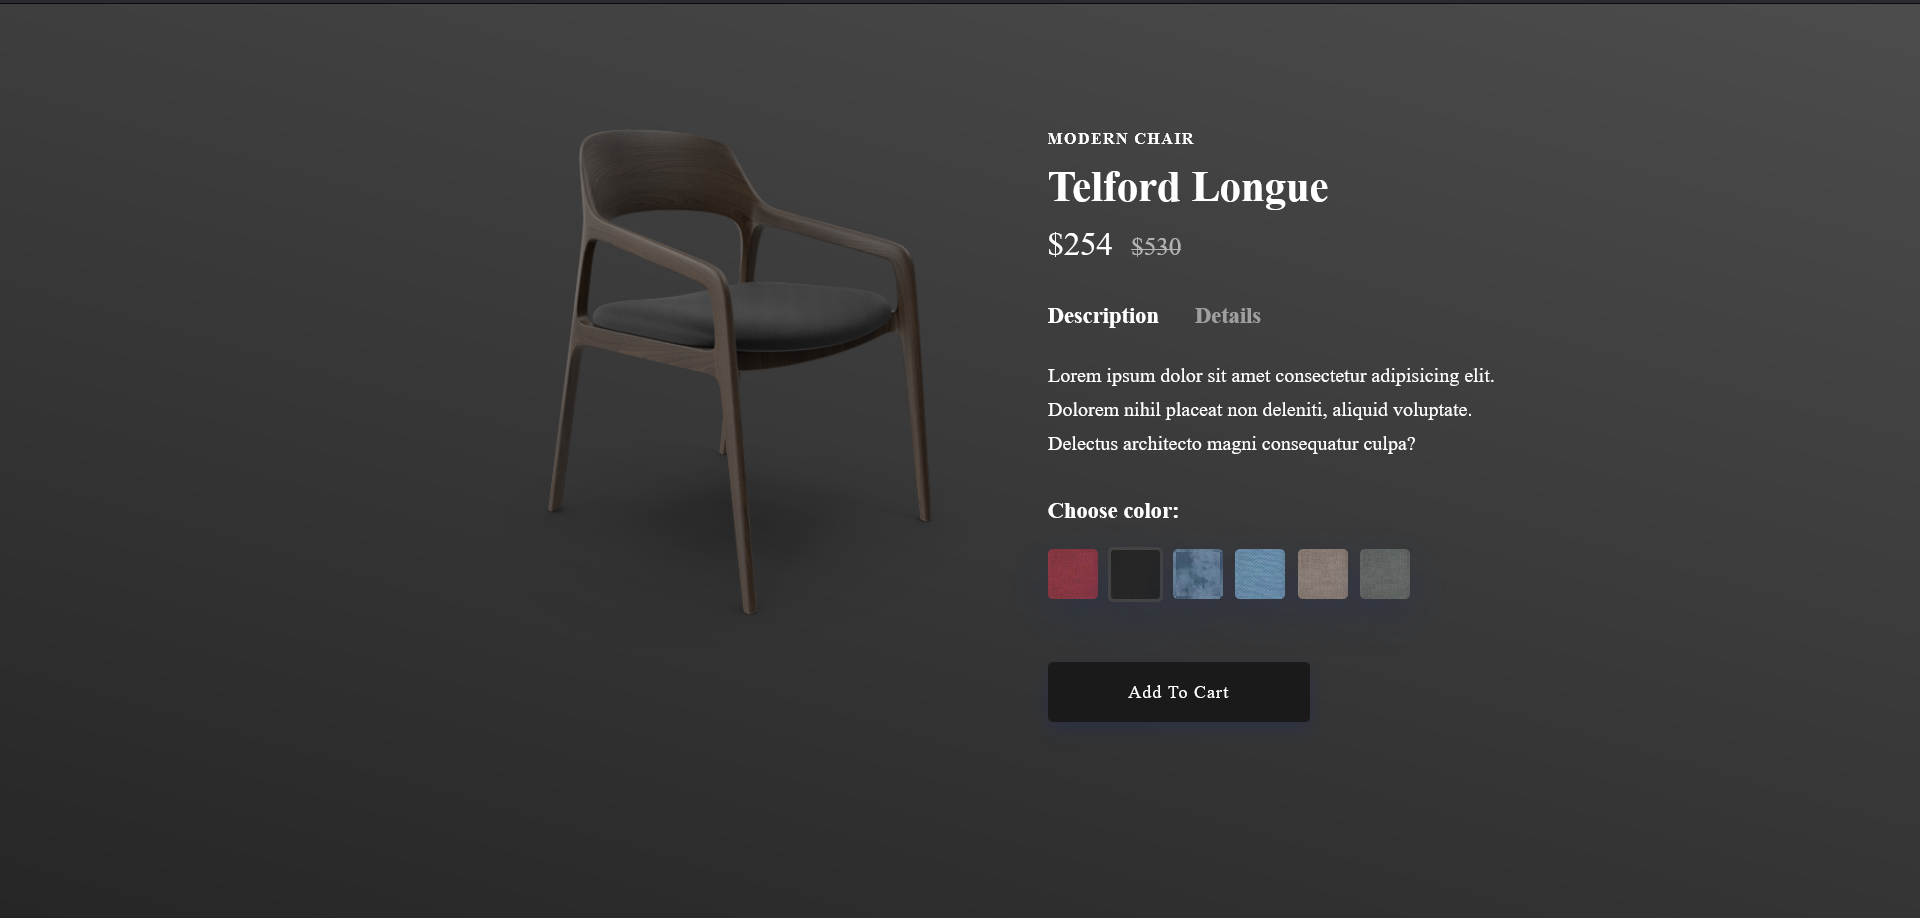 MODERN CHAIR
Telford Longue
$254 $530
Description Details
Lorem ipsum dolor sit amet consectetur adipisicing elit.
Dolorem nihil placeat non deleniti, aliquid voluptate.
Delectus architecto magni consequatur culpa?
Choose color:
Add To Cart